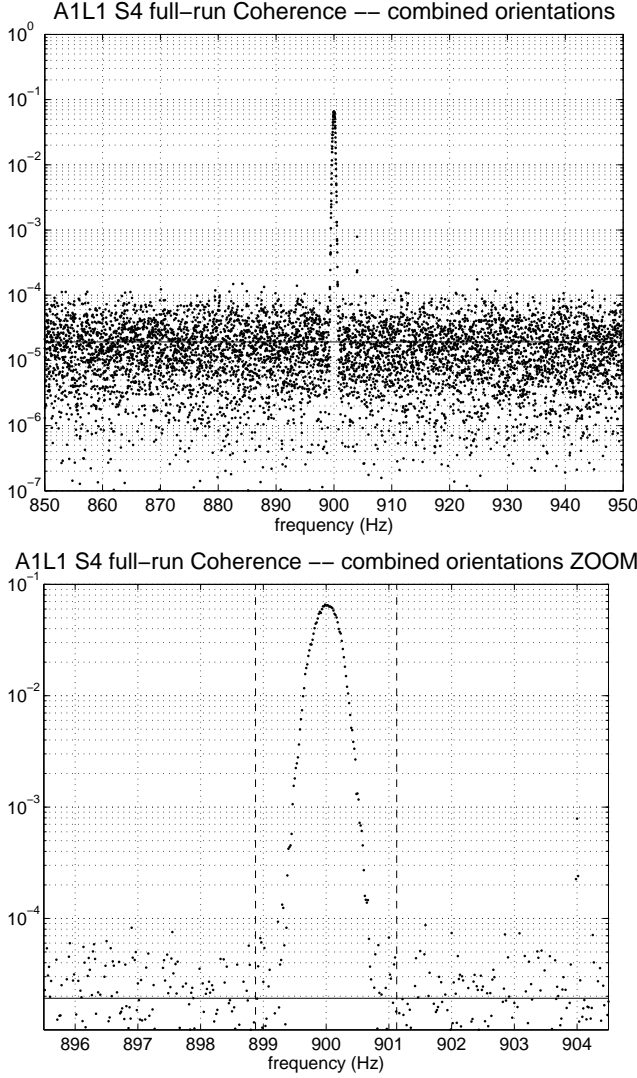 A1L1 S4 full−run Coherence −− combined orientations
10^0
10^−1
10^−2
10^−3
10^−4
10^−5
10^−6
10^−7
850 860 870 880 890 900 910 920 930 940 950
frequency (Hz)
A1L1 S4 full−run Coherence −− combined orientations ZOOM
10^−1
10^−2
10^−3
10^−4
896 897 898 899 900 901 902 903 904
frequency (Hz)